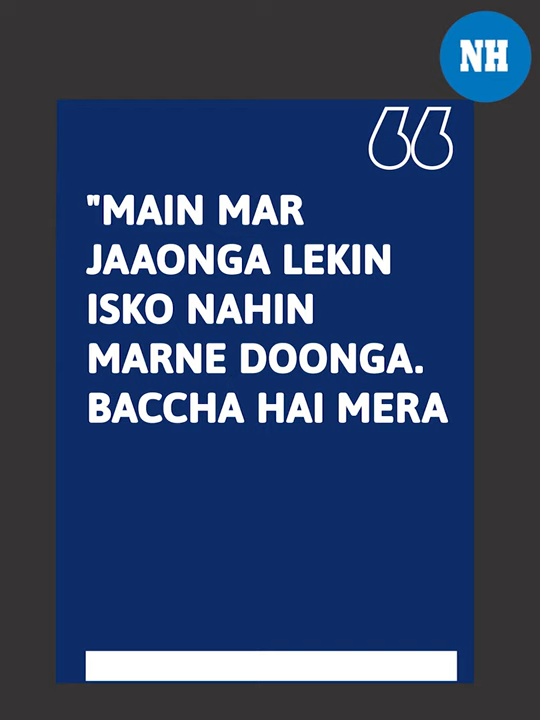 NH
"MAIN MAR
JAAONGA LEKIN
ISKO NAHIN
MARNE DOONGA.
BACCHA HAI MERA